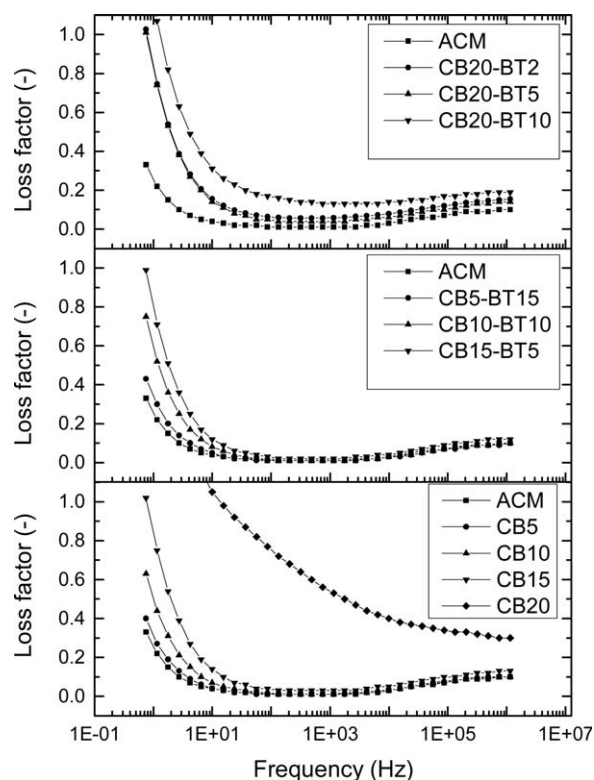 Loss factor (-)
1.0
0.8
0.6
0.4
0.2
0.0
ACM
CB20-BT2
CB20-BT5
CB20-BT10
Loss factor (-)
1.0
0.8
0.6
0.4
0.2
0.0
ACM
CB5-BT15
CB10-BT10
CB15-BT5
Loss factor (-)
1.0
0.8
0.6
0.4
0.2
0.0
ACM
CB5
CB10
CB15
CB20
1E-01 1E+01 1E+03 1E+05 1E+07
Frequency (Hz)